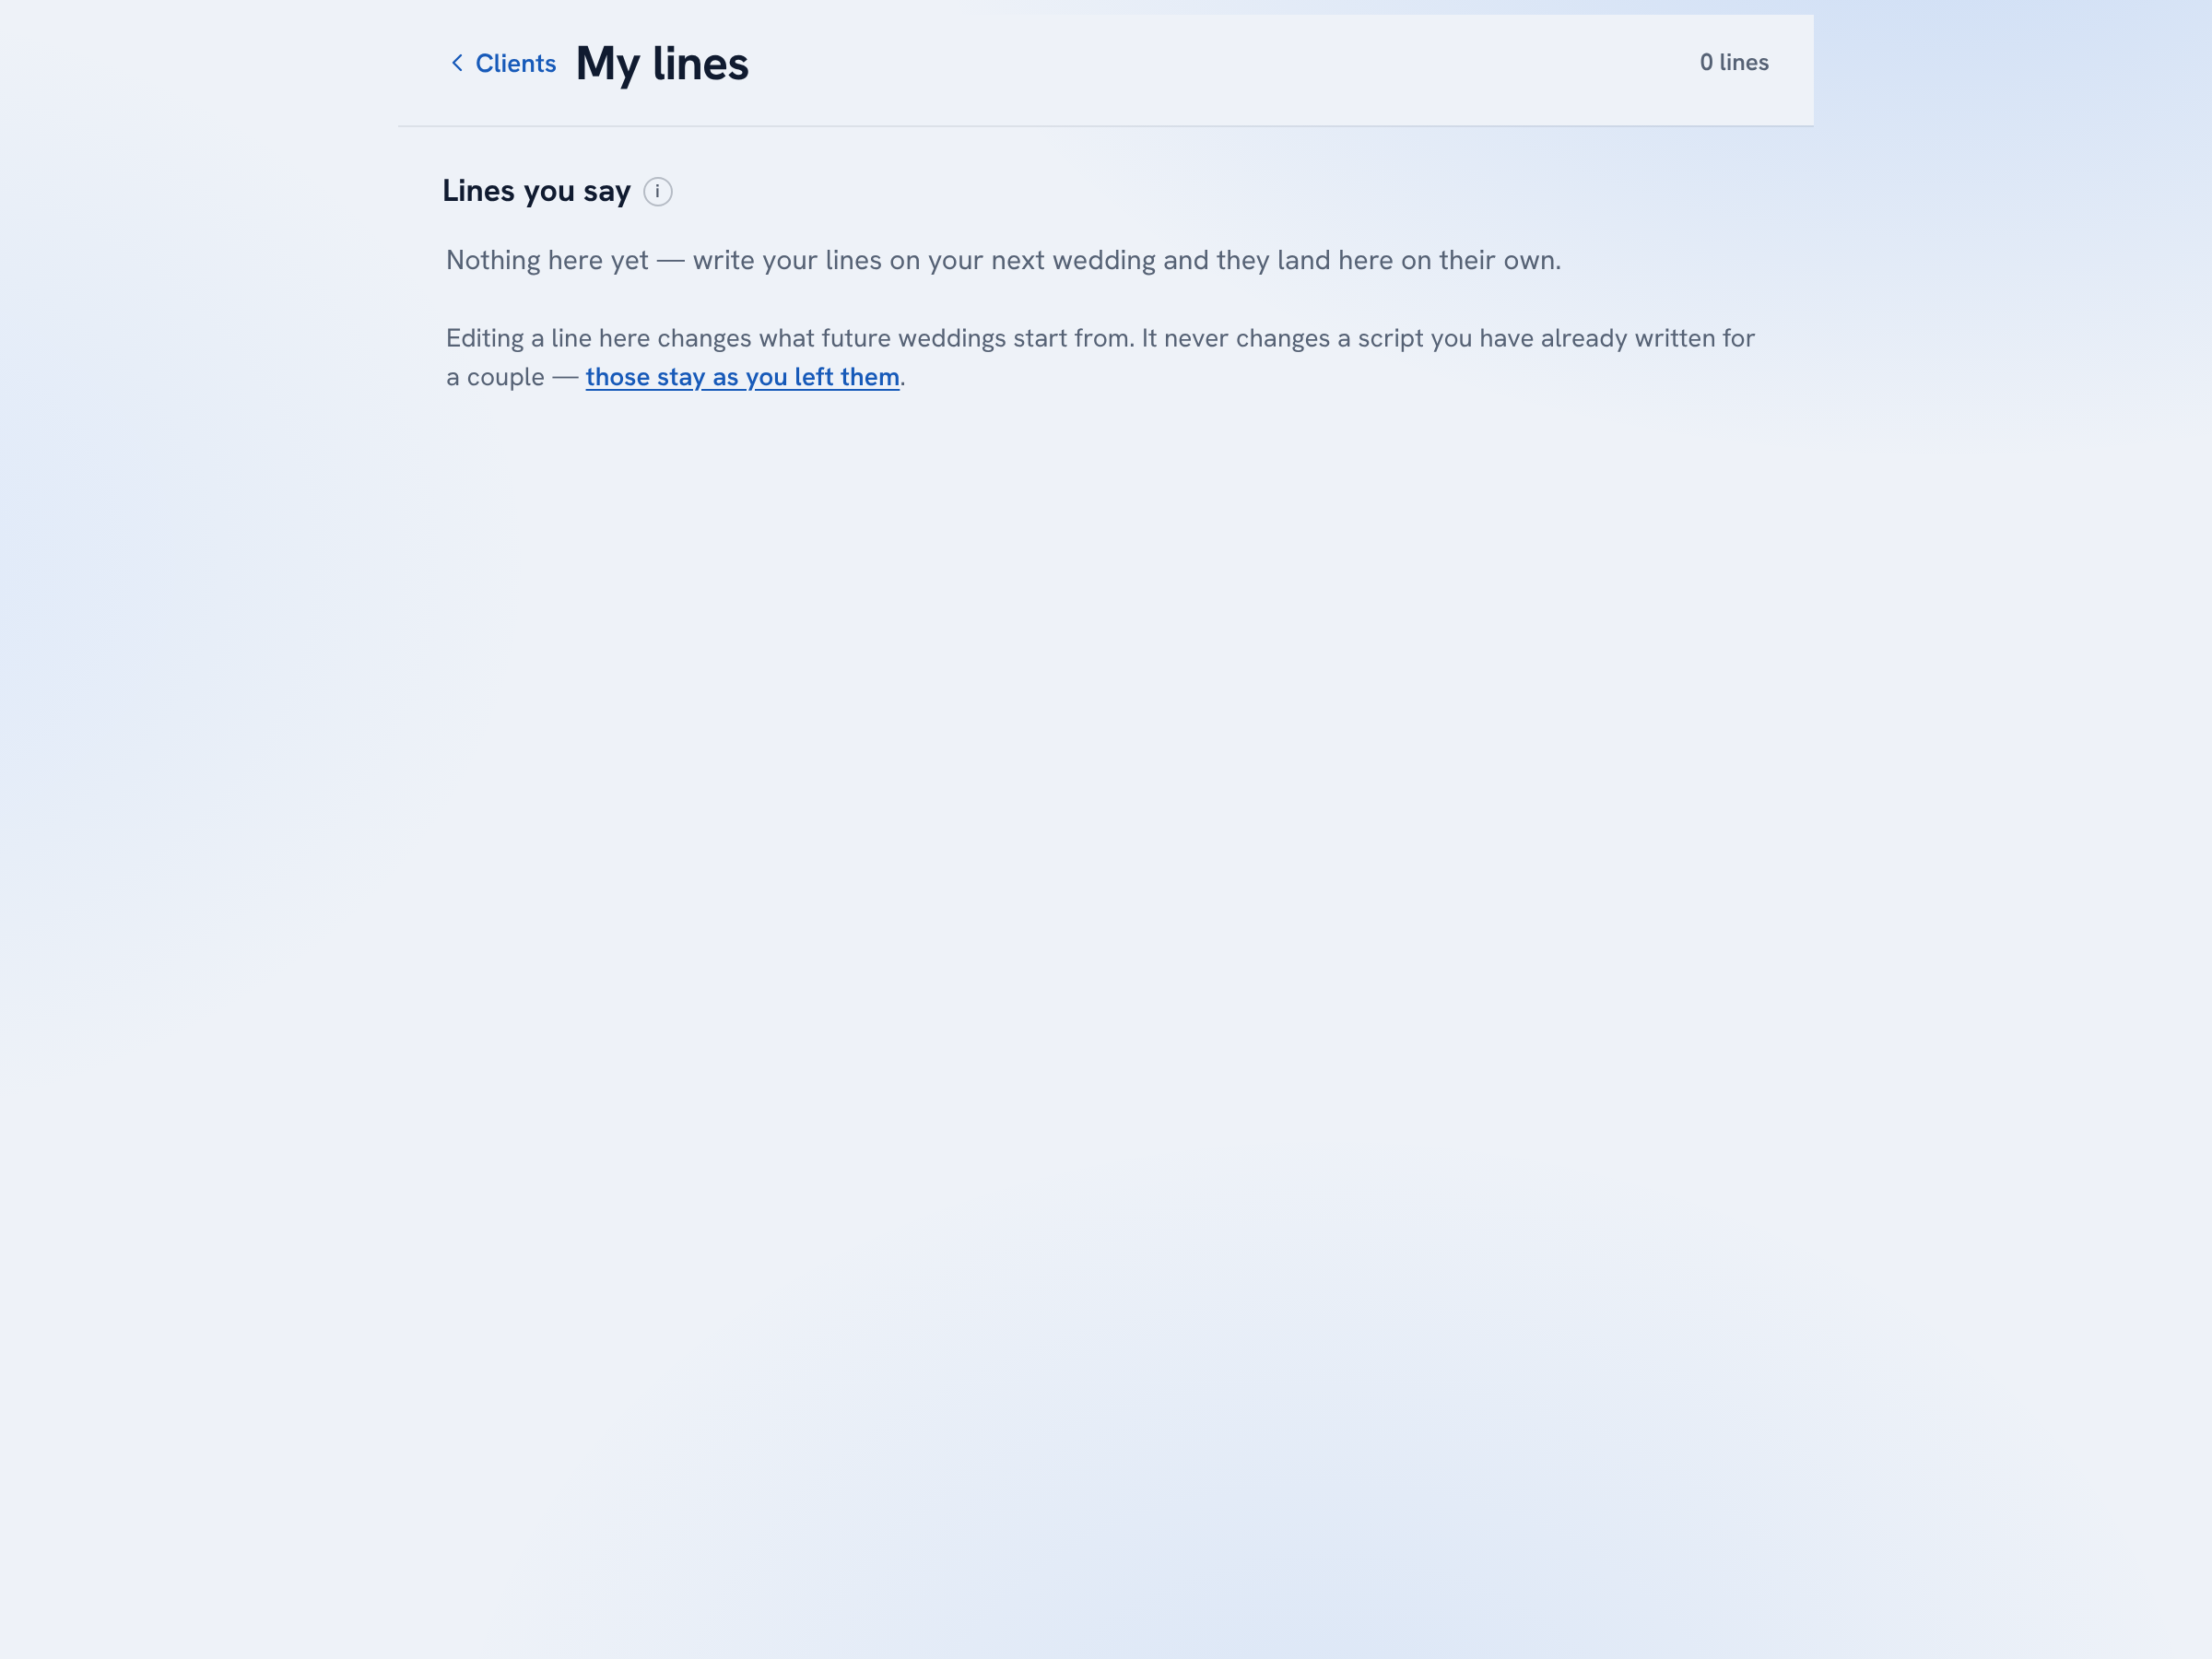 Clients My lines 0 lines
Lines you say i
Nothing here yet — write your lines on your next wedding and they land here on their own.
Editing a line here changes what future weddings start from. It never changes a script you have already written for
a couple — those stay as you left them.